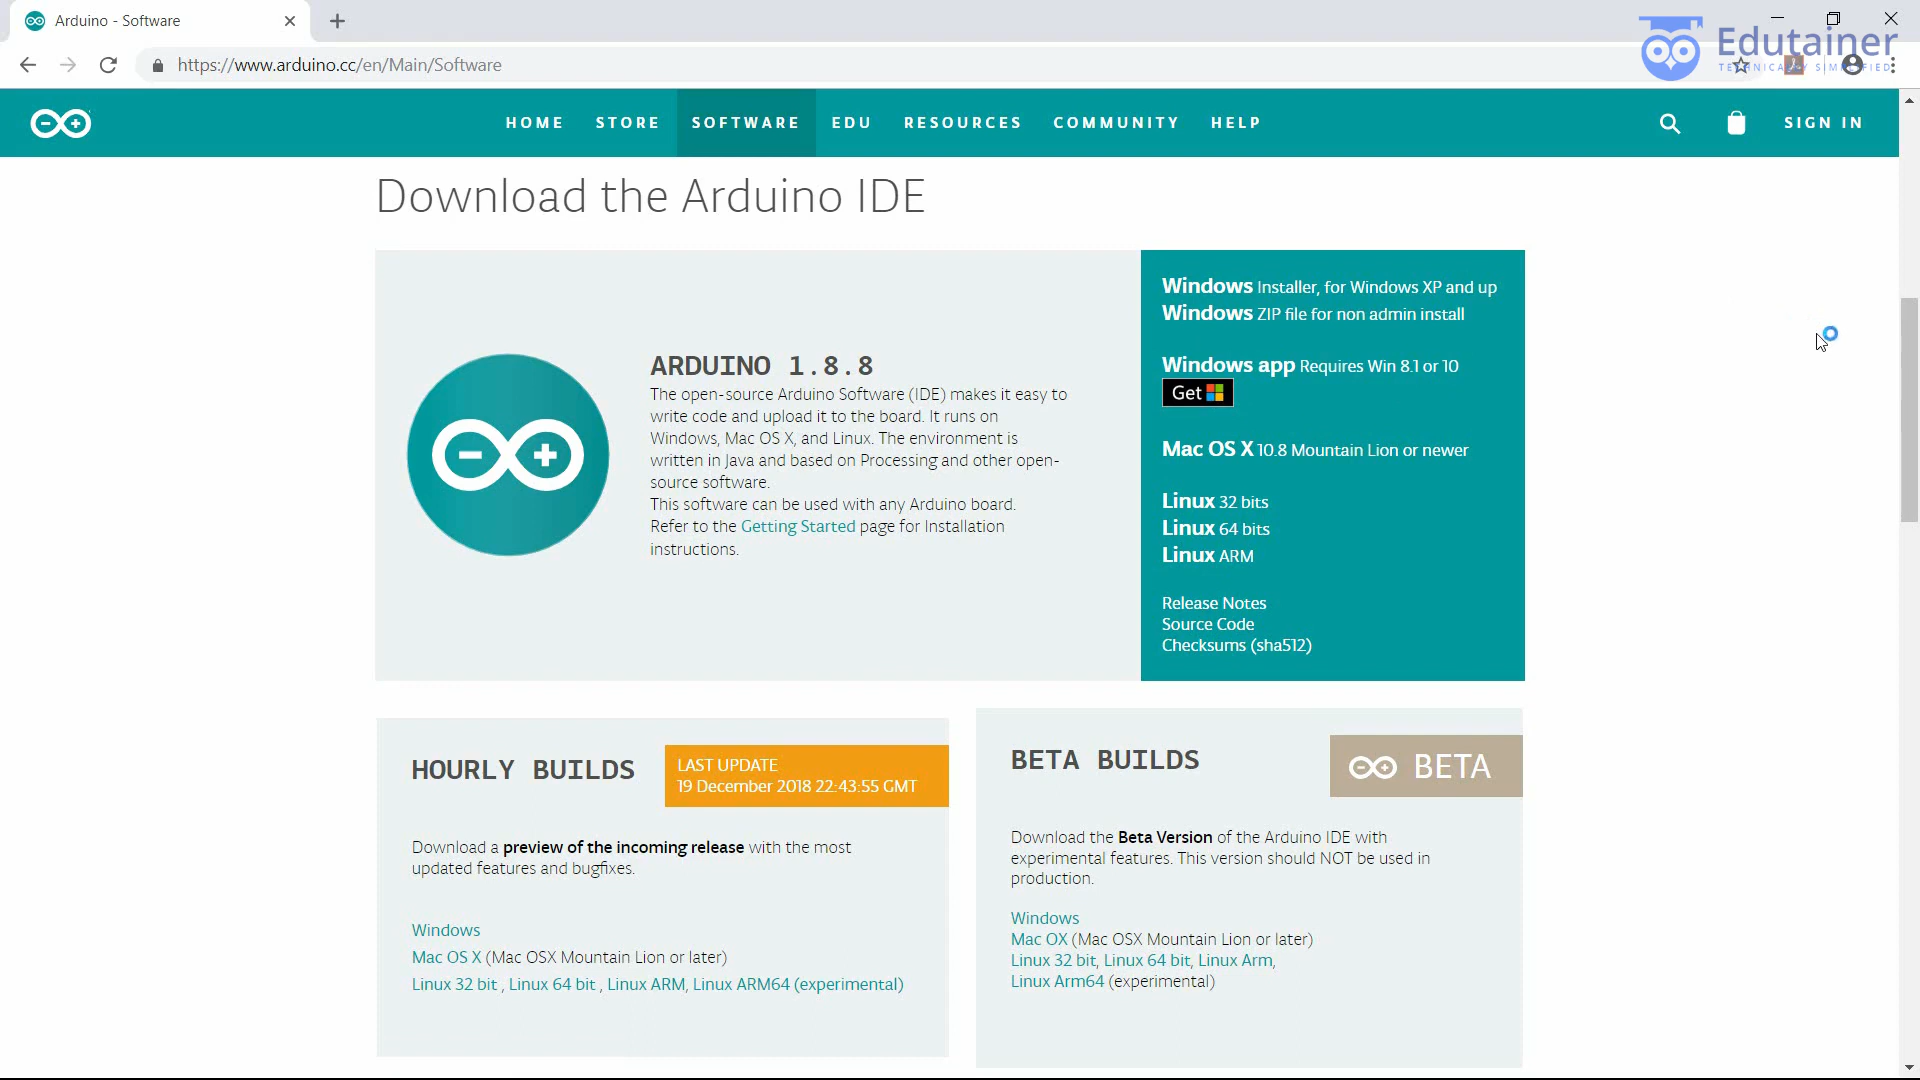 Arduino - Software
Edutainer
TECHNICALLY SIMPLIFIED
https://www.arduino.cc/en/Main/Software
HOME STORE SOFTWARE EDU RESOURCES COMMUNITY HELP SIGN IN
Download the Arduino IDE
ARDUINO 1.8.8
The open-source Arduino Software (IDE) makes it easy to
write code and upload it to the board. It runs on
Windows, Mac OS X, and Linux. The environment is
written in Java and based on Processing and other open-
source software.
This software can be used with any Arduino board.
Refer to the Getting Started page for Installation
instructions.
Windows Installer, for Windows XP and up
Windows ZIP file for non admin install
Windows app Requires Win 8.1 or 10
Get
Mac OS X 10.8 Mountain Lion or newer
Linux 32 bits
Linux 64 bits
Linux ARM
Release Notes
Source Code
Checksums (sha512)
HOURLY BUILDS
LAST UPDATE
19 December 2018 22:43:55 GMT
Download a preview of the incoming release with the most
updated features and bugfixes.
Windows
Mac OS X (Mac OSX Mountain Lion or later)
Linux 32 bit , Linux 64 bit , Linux ARM, Linux ARM64 (experimental)
BETA BUILDS
BETA
Download the Beta Version of the Arduino IDE with
experimental features. This version should NOT be used in
production.
Windows
Mac OX (Mac OSX Mountain Lion or later)
Linux 32 bit, Linux 64 bit, Linux Arm,
Linux Arm64 (experimental)